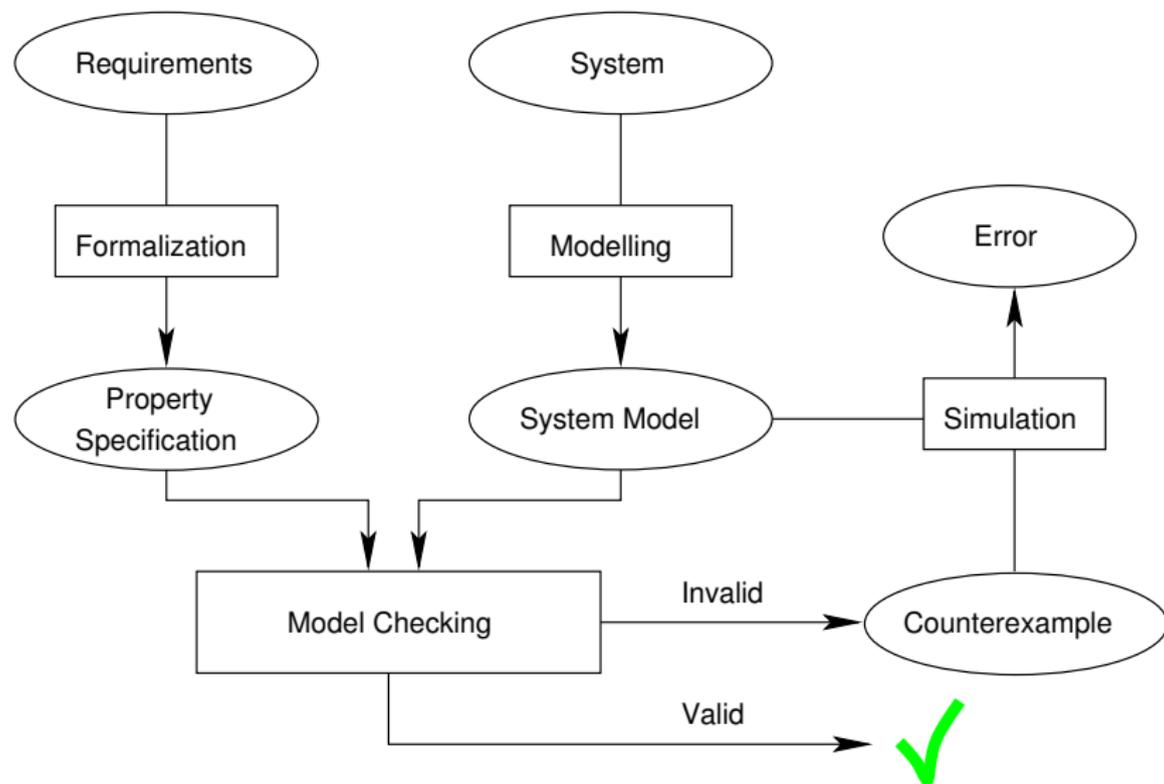 Requirements
System
Formalization
Modelling
Error
Property
Specification
System Model
Simulation
Model Checking
Invalid
Counterexample
Valid